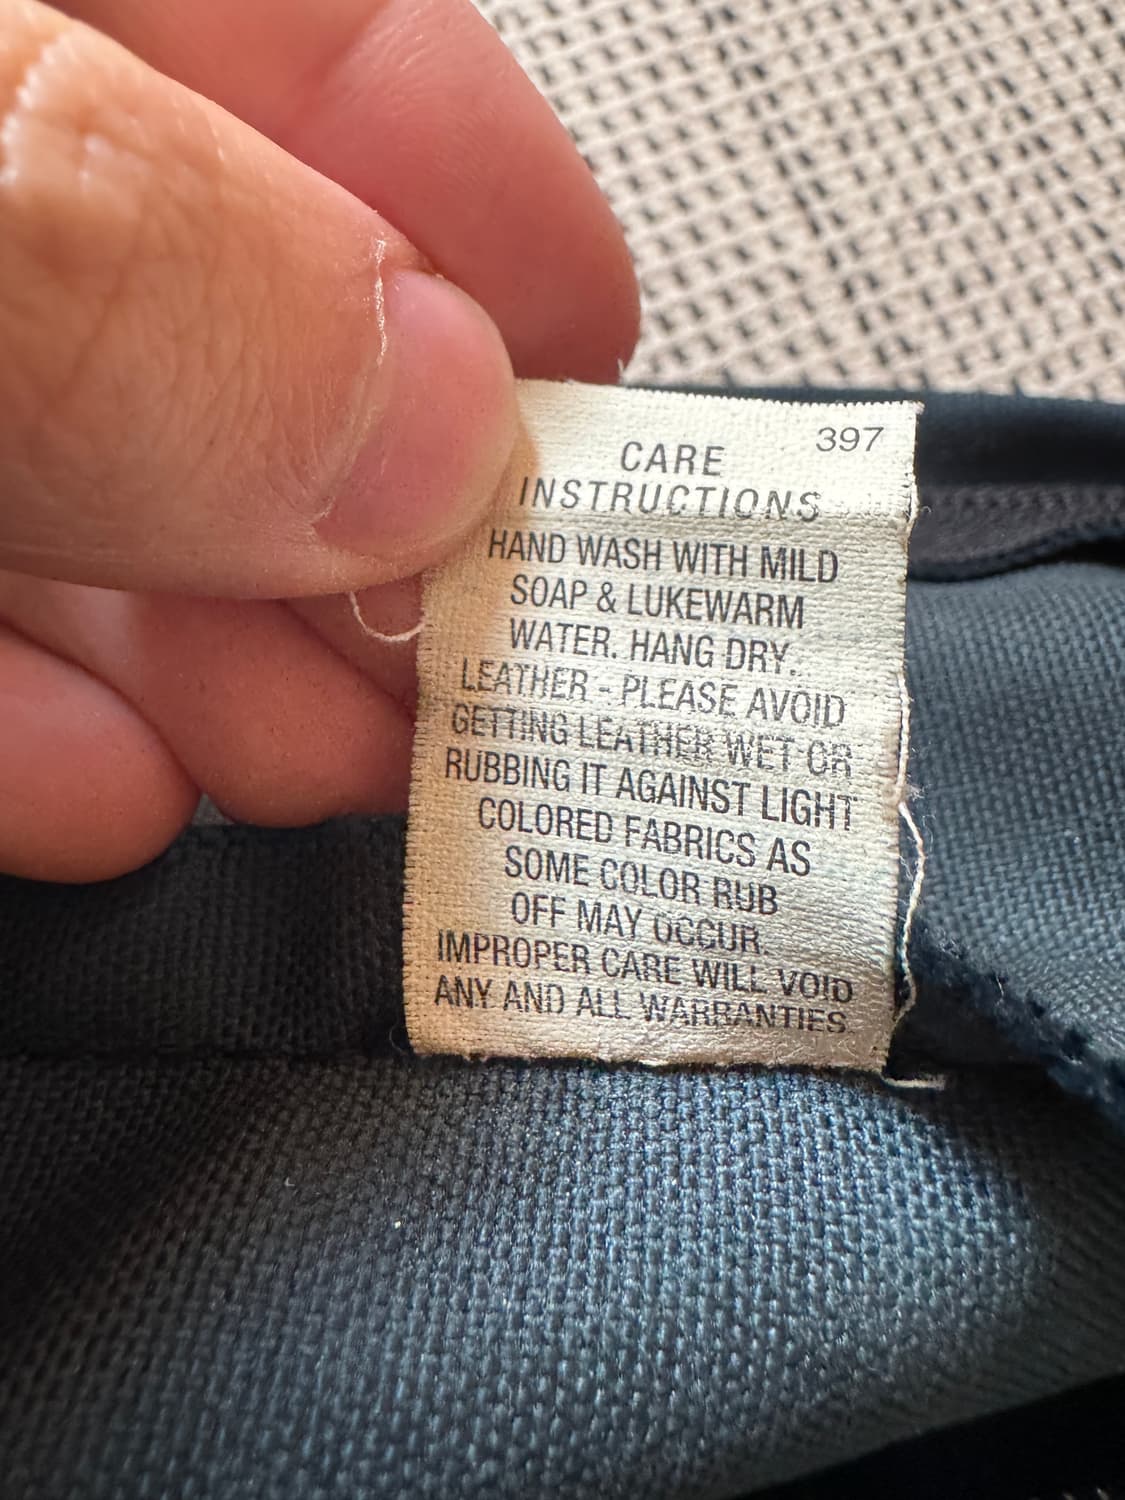 397
CARE
INSTRUCTIONS
HAND WASH WITH MILD
SOAP & LUKEWARM
WATER. HANG DRY.
LEATHER - PLEASE AVOID
GETTING LEATHER WET OR
RUBBING IT AGAINST LIGHT
COLORED FABRICS AS
SOME COLOR RUB
OFF MAY OCCUR.
IMPROPER CARE WILL VOID
ANY AND ALL WARRANTIES